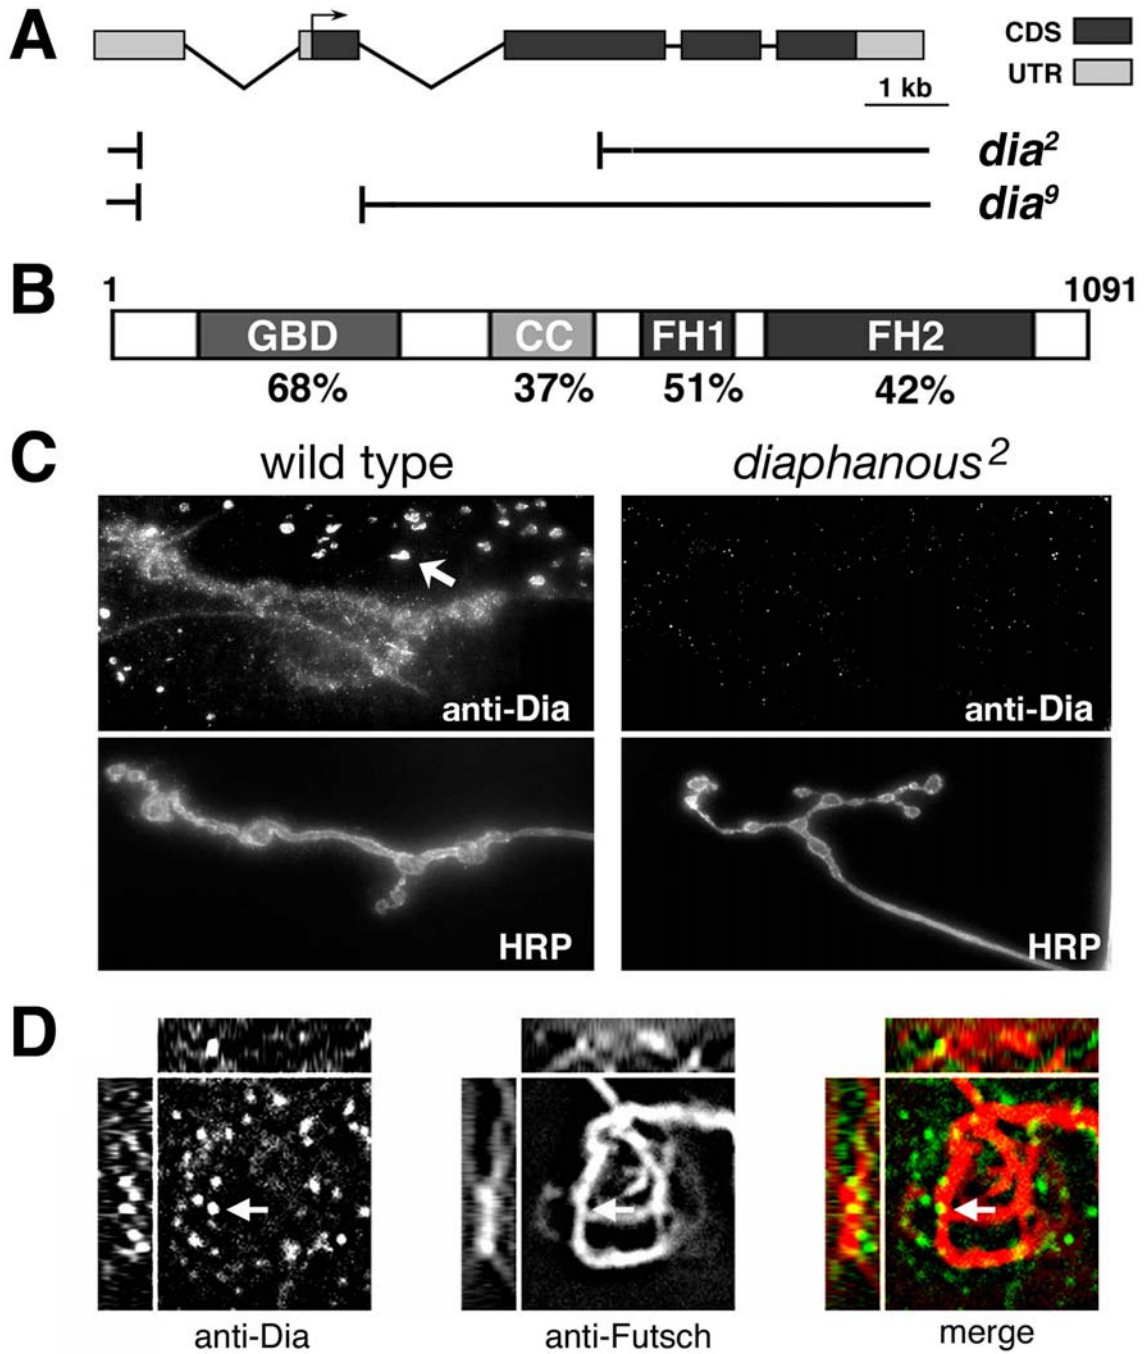 A
CDS
UTR
1 kb
dia²
dia⁹
B
1 1091
GBD CC FH1 FH2
68% 37% 51% 42%
C
wild type diaphanous²
anti-Dia anti-Dia
HRP HRP
D
anti-Dia anti-Futsch merge